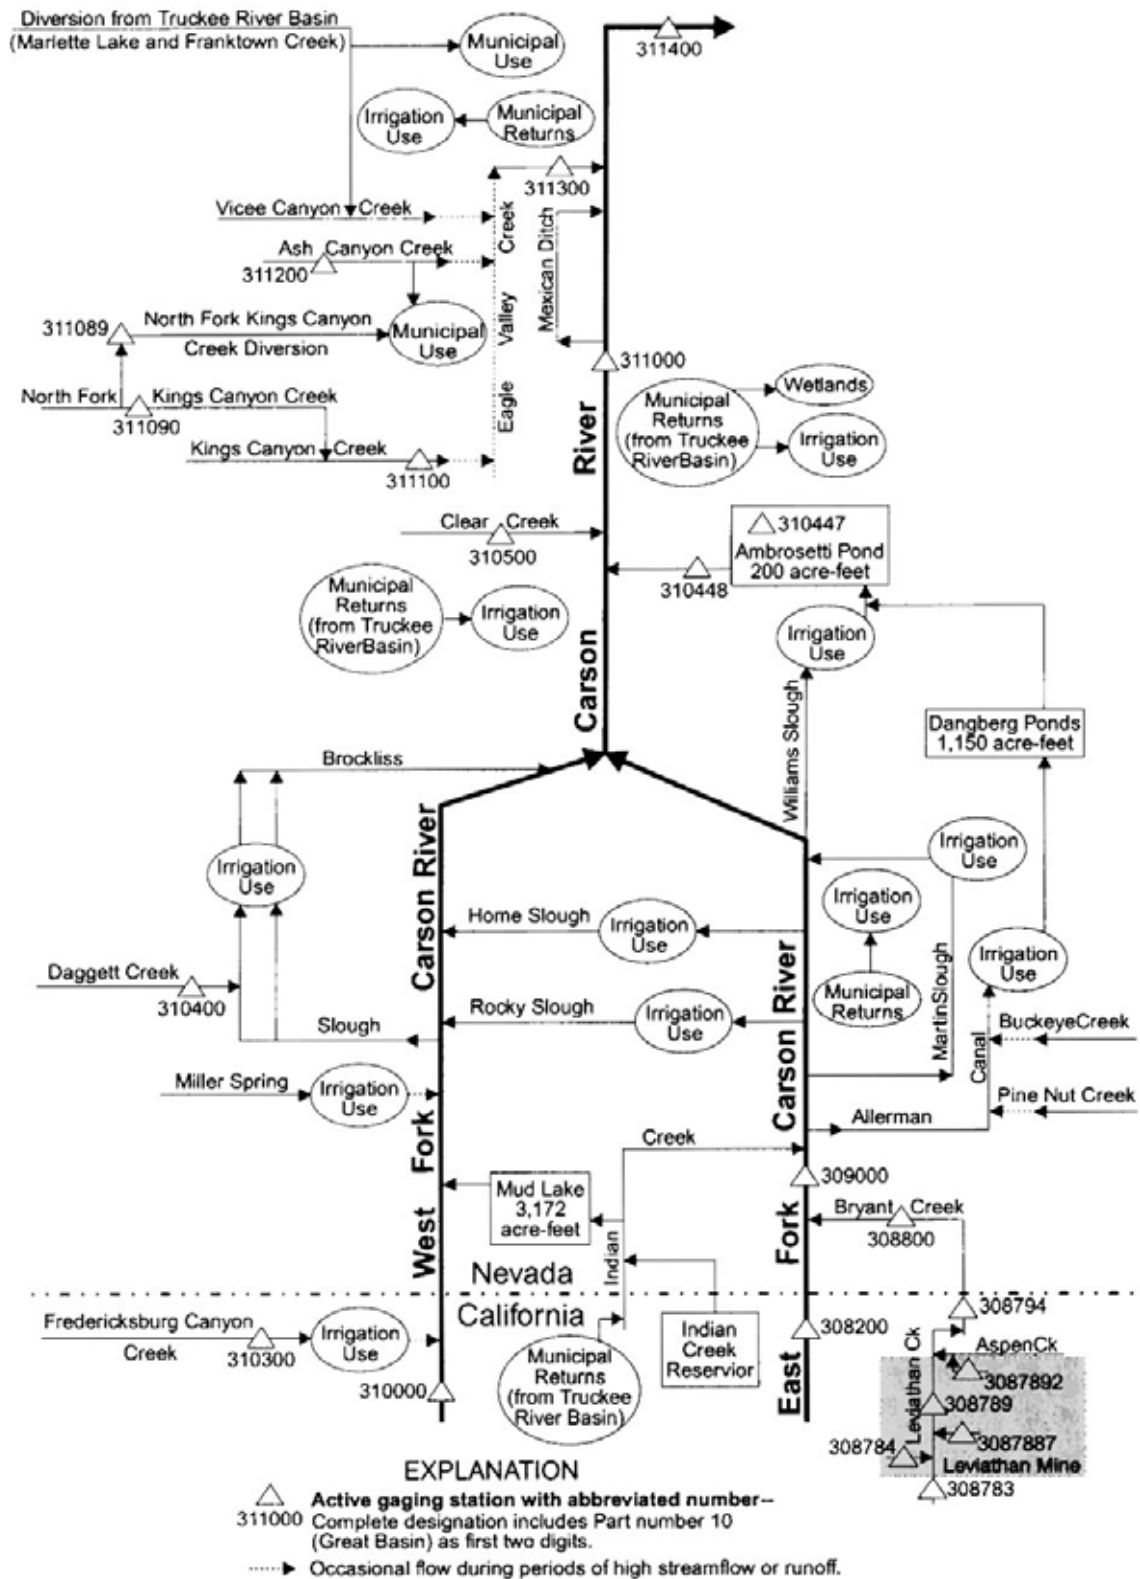 Diversion from Truckee River Basin
(Marlette Lake and Franktown Creek)
Municipal
Use
311400
Irrigation
Use
Municipal
Returns
311300
Vicee Canyon Creek
Ash Canyon Creek
311200
Creek
Valley
Eagle
Mexican Ditch
311089
North Fork Kings Canyon
Creek Diversion
Municipal
Use
311000
North Fork
Kings Canyon Creek
311090
Kings Canyon Creek
311100
Municipal
Returns
(from Truckee
RiverBasin)
Wetlands
Irrigation
Use
River
Carson
Clear Creek
310500
310447
Ambrosetti Pond
200 acre-feet
310448
Municipal
Returns
(from Truckee
RiverBasin)
Irrigation
Use
Irrigation
Use
Williams Slough
Dangberg Ponds
1,150 acre-feet
Brockliss
Irrigation
Use
Carson River
Irrigation
Use
Irrigation
Use
Home Slough
Irrigation
Use
Irrigation
Use
Daggett Creek
310400
Slough
Rocky Slough
Irrigation
Use
Carson River
Municipal
Returns
MartinSlough
Canal
BuckeyeCreek
Miller Spring
Irrigation
Use
Pine Nut Creek
Allerman
Creek
Fork
West
Mud Lake
3,172
acre-feet
Indian
309000
Bryant Creek
308800
Fork
East
Nevada
California
Fredericksburg Canyon
Creek
310300
Irrigation
Use
310000
Municipal
Returns
(from Truckee
River Basin)
Indian
Creek
Reservior
308200
308794
AspenCk
Leviathan Ck
3087892
308789
308784
3087887
Leviathan Mine
308783
EXPLANATION
311000
Active gaging station with abbreviated number--
Complete designation includes Part number 10
(Great Basin) as first two digits.
Occasional flow during periods of high streamflow or runoff.